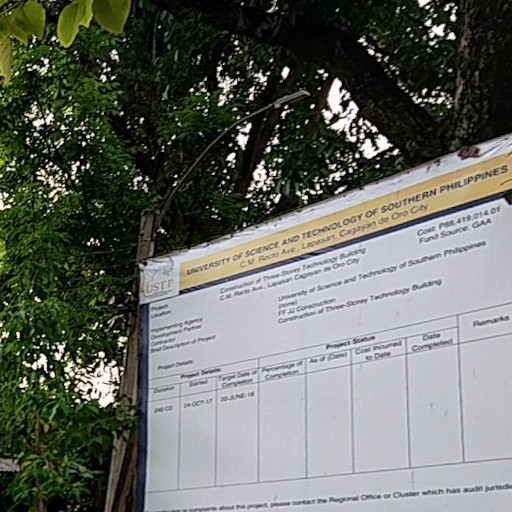 UNIVERSITY OF SCIENCE AND TECHNOLOGY OF SOUTHERN PHILIPPINES
C.M. Recto Ave., Lapasan, Cagayan de Oro City
USTP
Project Construction of Three-Storey Technology Building Cost: P88,419,014.01
Location C.M. Recto Ave., Lapasan Cagayan de Oro City Fund Source: GAA
Implementing Agency University of Science and Technology of Southern Philippines
Development Partner (none)
Contractor FF JJ Construction
Brief Description of Project Construction of Three-Storey Technology Building
Project Details:
Project Details Project Status
Duration Started Target Date of Completion Percentage of Completion As of (Date) Cost Incurred to Date Date Completed Remarks
240 CD 24-OCT-17 20-JUNE-18
or complaints about this project, please contact the Regional Office or Cluster which has audit